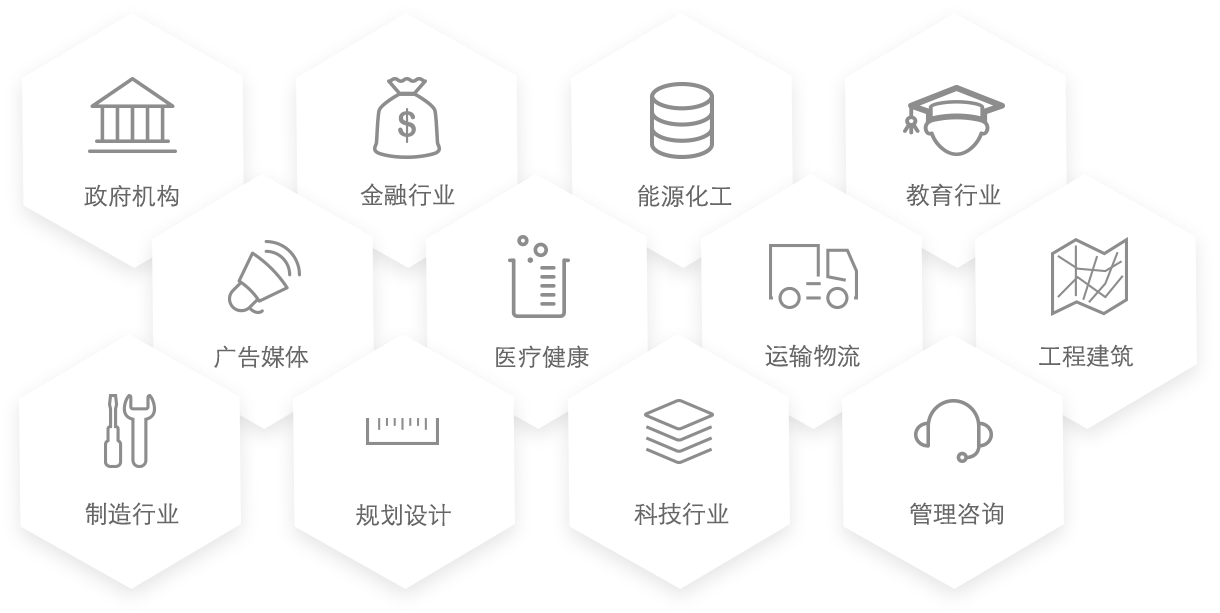 政府机构
金融行业
能源化工
教育行业
广告媒体
医疗健康
运输物流
工程建筑
制造行业
规划设计
科技行业
管理咨询